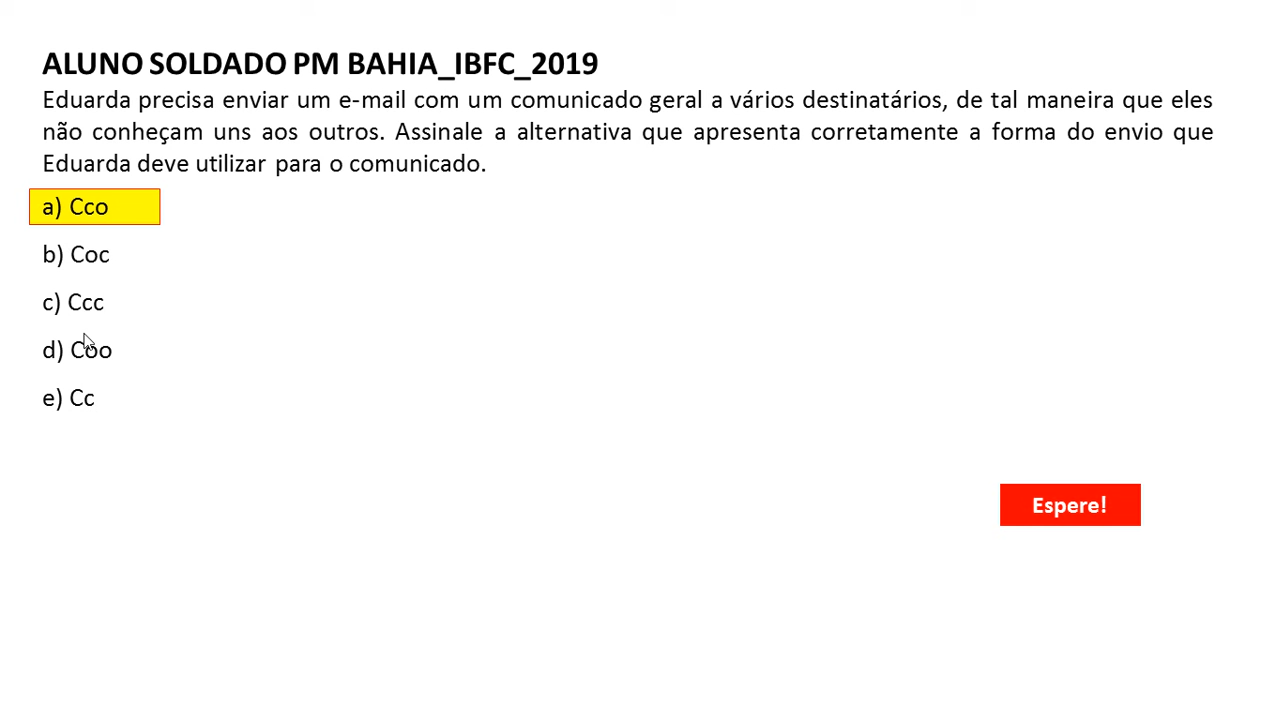 ALUNO SOLDADO PM BAHIA_IBFC_2019
Eduarda precisa enviar um e-mail com um comunicado geral a vários destinatários, de tal maneira que eles
não conheçam uns aos outros. Assinale a alternativa que apresenta corretamente a forma do envio que
Eduarda deve utilizar para o comunicado.
a) Cco
b) Coc
c) Ccc
d) Coo
e) Cc
Espere!